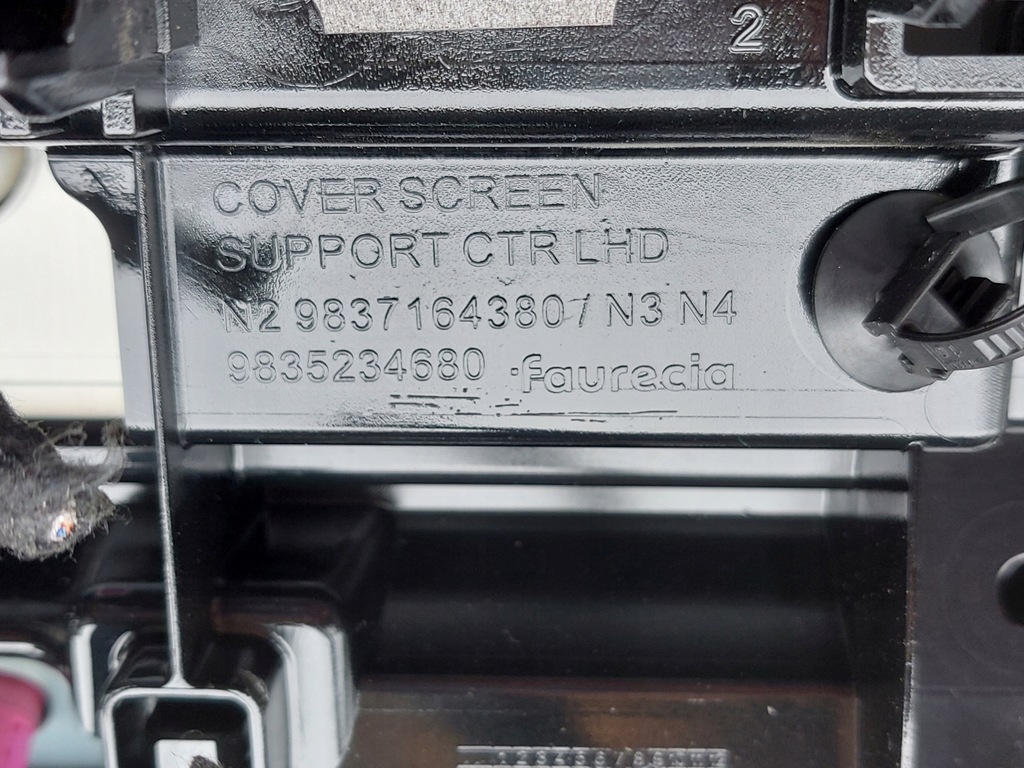 2
COVER SCREEN
SUPPORT CTR LHD
N2 9837164380 / N3 N4
9835234680 ·faurecia